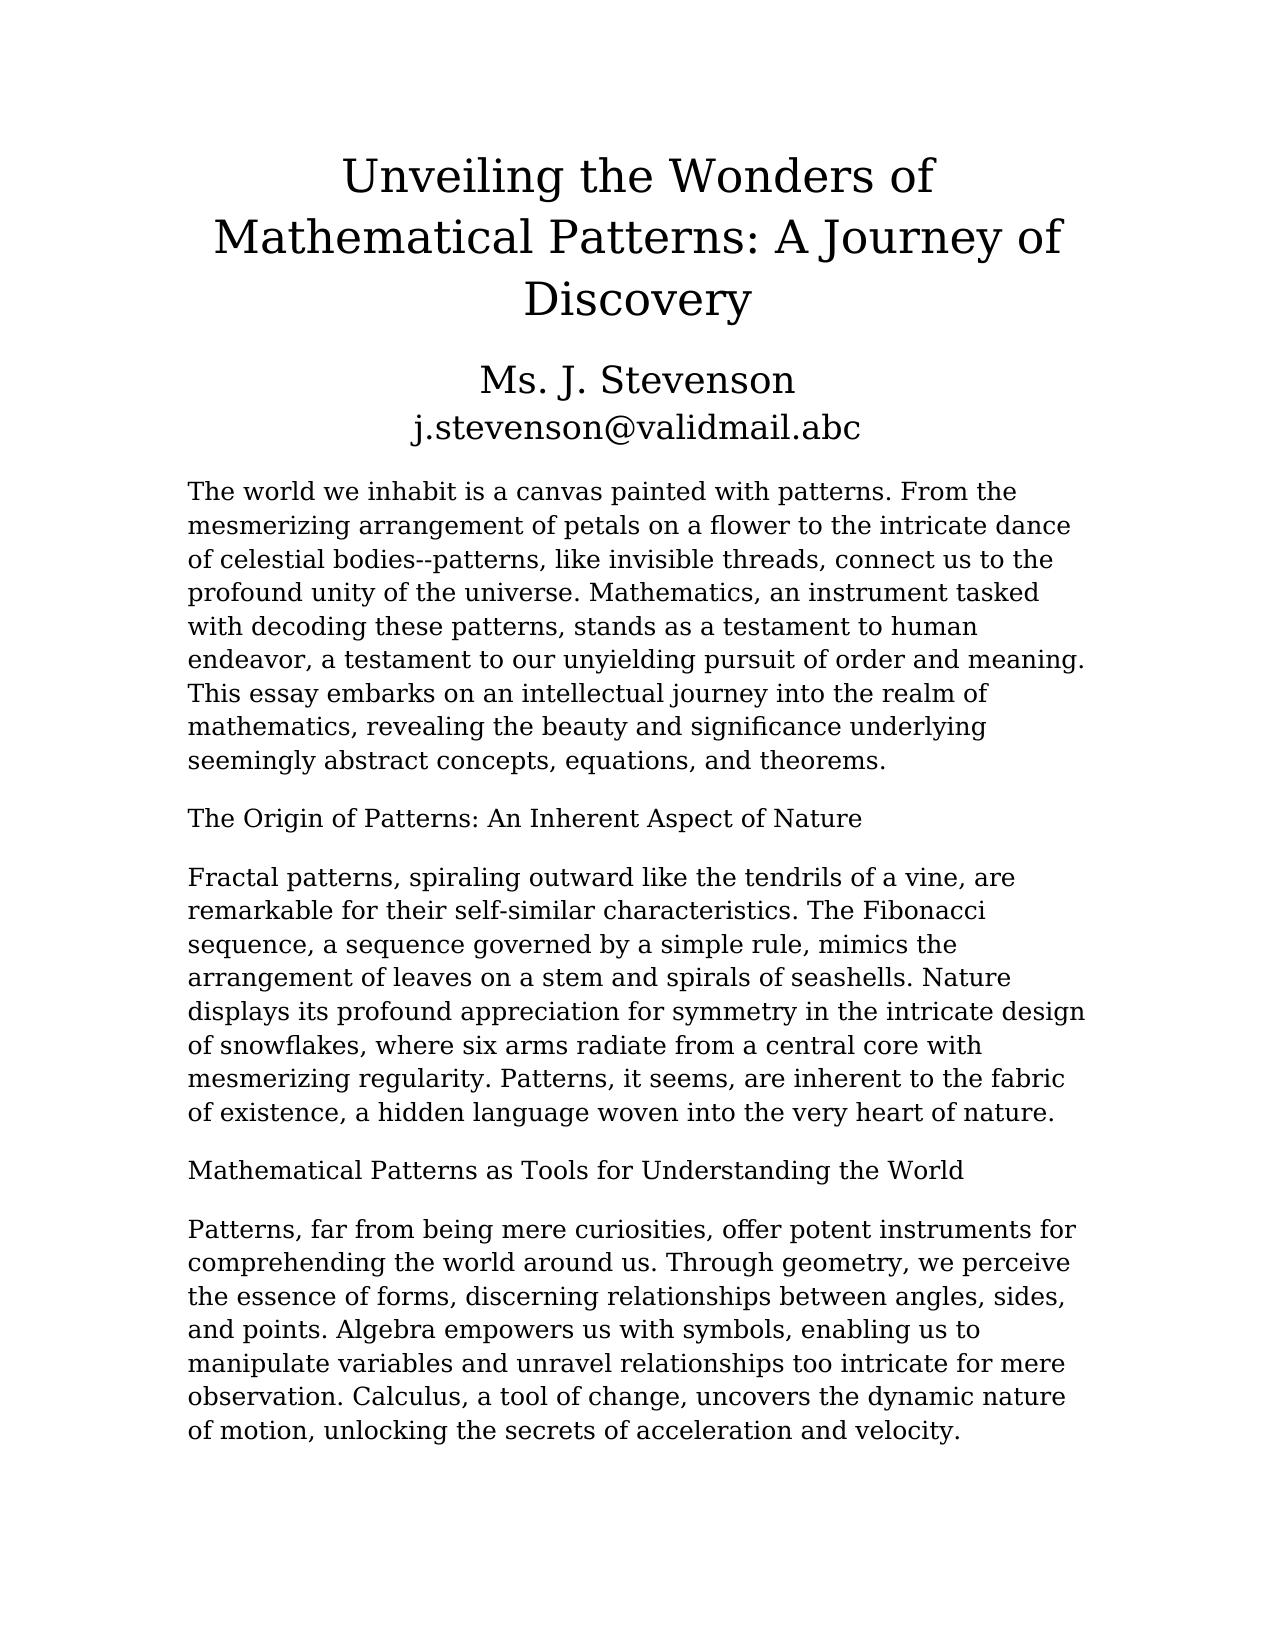 Unveiling the Wonders of
Mathematical Patterns: A Journey of
Discovery
Ms. J. Stevenson
j.stevenson@validmail.abc
The world we inhabit is a canvas painted with patterns. From the
mesmerizing arrangement of petals on a flower to the intricate dance
of celestial bodies--patterns, like invisible threads, connect us to the
profound unity of the universe. Mathematics, an instrument tasked
with decoding these patterns, stands as a testament to human
endeavor, a testament to our unyielding pursuit of order and meaning.
This essay embarks on an intellectual journey into the realm of
mathematics, revealing the beauty and significance underlying
seemingly abstract concepts, equations, and theorems.
The Origin of Patterns: An Inherent Aspect of Nature
Fractal patterns, spiraling outward like the tendrils of a vine, are
remarkable for their self-similar characteristics. The Fibonacci
sequence, a sequence governed by a simple rule, mimics the
arrangement of leaves on a stem and spirals of seashells. Nature
displays its profound appreciation for symmetry in the intricate design
of snowflakes, where six arms radiate from a central core with
mesmerizing regularity. Patterns, it seems, are inherent to the fabric
of existence, a hidden language woven into the very heart of nature.
Mathematical Patterns as Tools for Understanding the World
Patterns, far from being mere curiosities, offer potent instruments for
comprehending the world around us. Through geometry, we perceive
the essence of forms, discerning relationships between angles, sides,
and points. Algebra empowers us with symbols, enabling us to
manipulate variables and unravel relationships too intricate for mere
observation. Calculus, a tool of change, uncovers the dynamic nature
of motion, unlocking the secrets of acceleration and velocity.